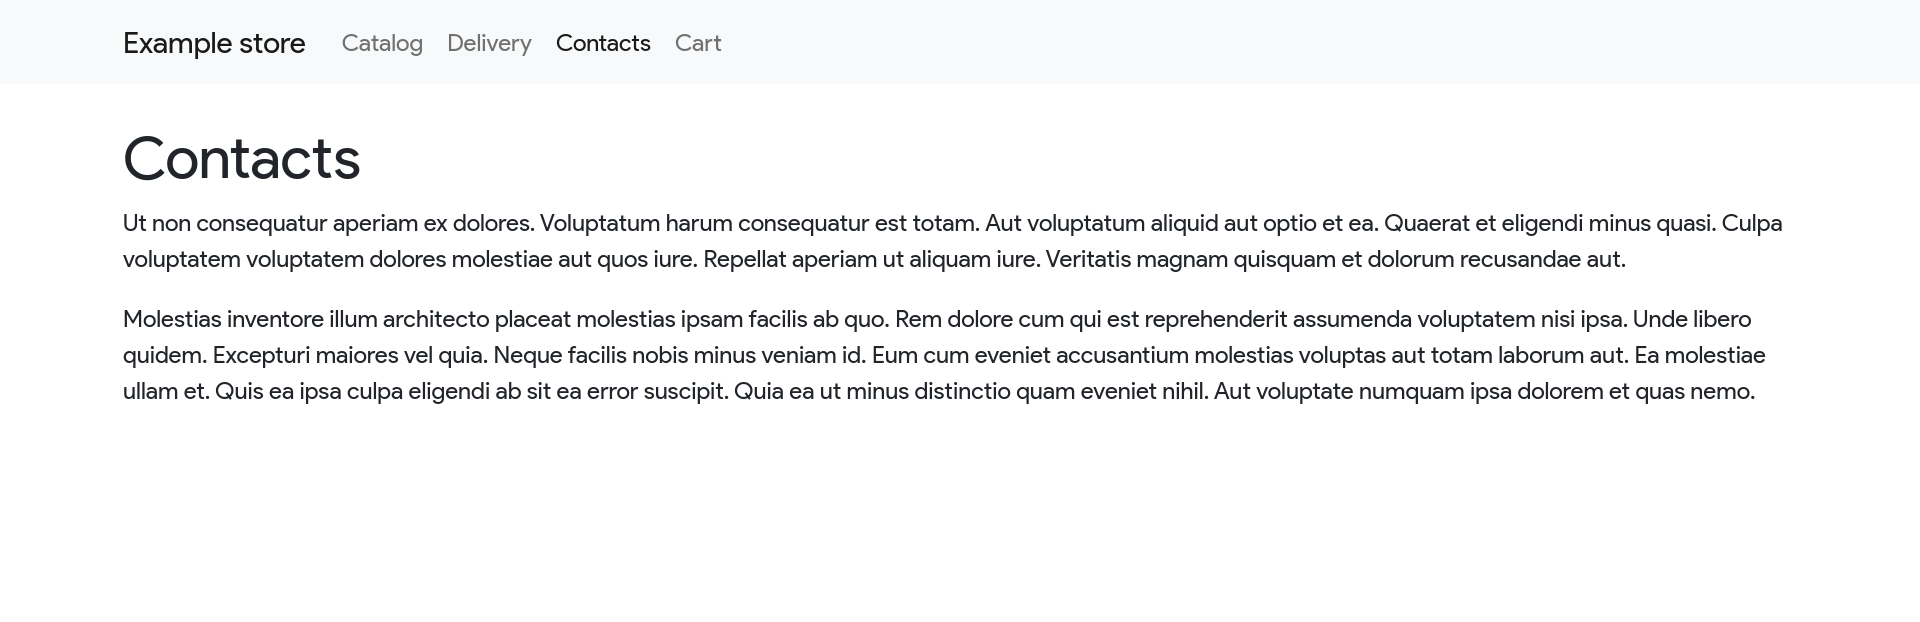 Example store Catalog Delivery Contacts Cart
Contacts
Ut non consequatur aperiam ex dolores. Voluptatum harum consequatur est totam. Aut voluptatum aliquid aut optio et ea. Quaerat et eligendi minus quasi. Culpa
voluptatem voluptatem dolores molestiae aut quos iure. Repellat aperiam ut aliquam iure. Veritatis magnam quisquam et dolorum recusandae aut.
Molestias inventore illum architecto placeat molestias ipsam facilis ab quo. Rem dolore cum qui est reprehenderit assumenda voluptatem nisi ipsa. Unde libero
quidem. Excepturi maiores vel quia. Neque facilis nobis minus veniam id. Eum cum eveniet accusantium molestias voluptas aut totam laborum aut. Ea molestiae
ullam et. Quis ea ipsa culpa eligendi ab sit ea error suscipit. Quia ea ut minus distinctio quam eveniet nihil. Aut voluptate numquam ipsa dolorem et quas nemo.